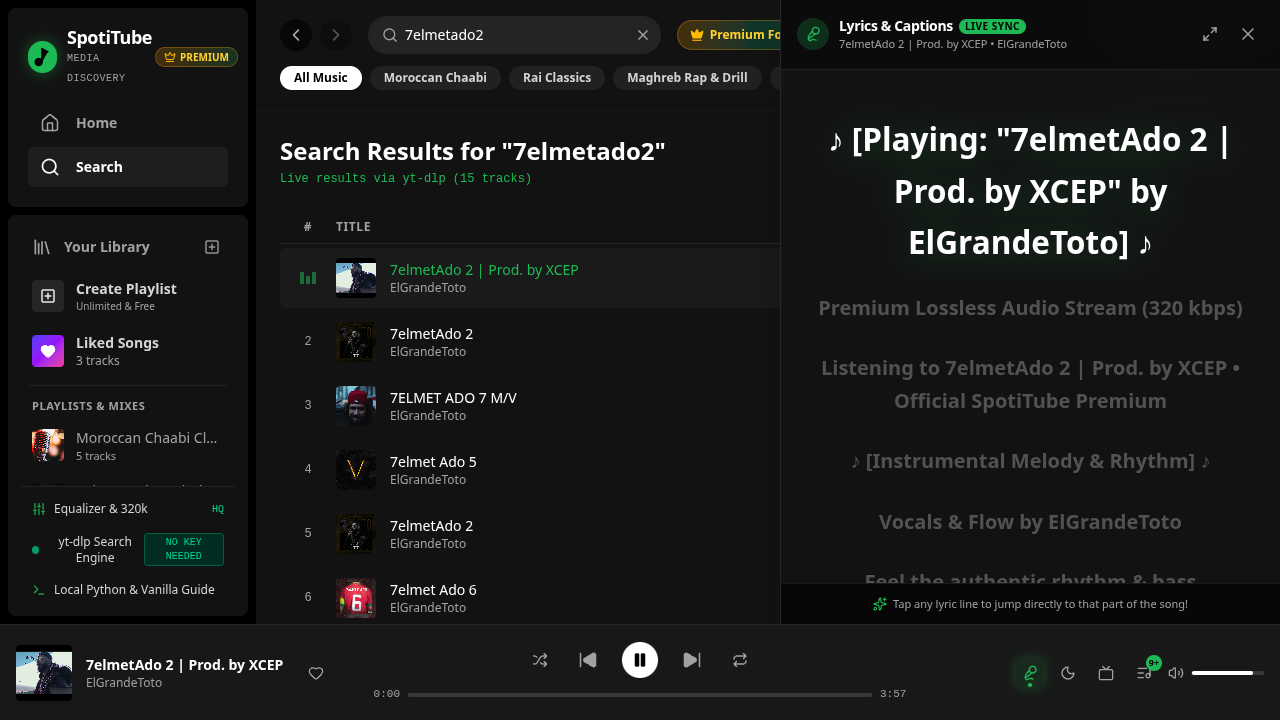 SpotiTube
MEDIA
DISCOVERY
PREMIUM
Home
Search
Your Library
Create Playlist
Unlimited & Free
Liked Songs
3 tracks
PLAYLISTS & MIXES
Moroccan Chaabi Cl...
5 tracks
Equalizer & 320k
HQ
yt-dlp Search
Engine
NO KEY
NEEDED
Local Python & Vanilla Guide
7elmetado2
Premium Fo
All Music
Moroccan Chaabi
Rai Classics
Maghreb Rap & Drill
Search Results for "7elmetado2"
Live results via yt-dlp (15 tracks)
# TITLE
7elmetAdo 2 | Prod. by XCEP
ElGrandeToto
2
7elmetAdo 2
ElGrandeToto
3
7ELMET ADO 7 M/V
ElGrandeToto
4
7elmet Ado 5
ElGrandeToto
5
7elmetAdo 2
ElGrandeToto
6
7elmet Ado 6
ElGrandeToto
Lyrics & Captions
LIVE SYNC
7elmetAdo 2 | Prod. by XCEP • ElGrandeToto
♪ [Playing: "7elmetAdo 2 |
Prod. by XCEP" by
ElGrandeToto] ♪
Premium Lossless Audio Stream (320 kbps)
Listening to 7elmetAdo 2 | Prod. by XCEP •
Official SpotiTube Premium
♪ [Instrumental Melody & Rhythm] ♪
Vocals & Flow by ElGrandeToto
Feel the authentic rhythm & bass
Tap any lyric line to jump directly to that part of the song!
7elmetAdo 2 | Prod. by XCEP
ElGrandeToto
0:00
3:57
9+